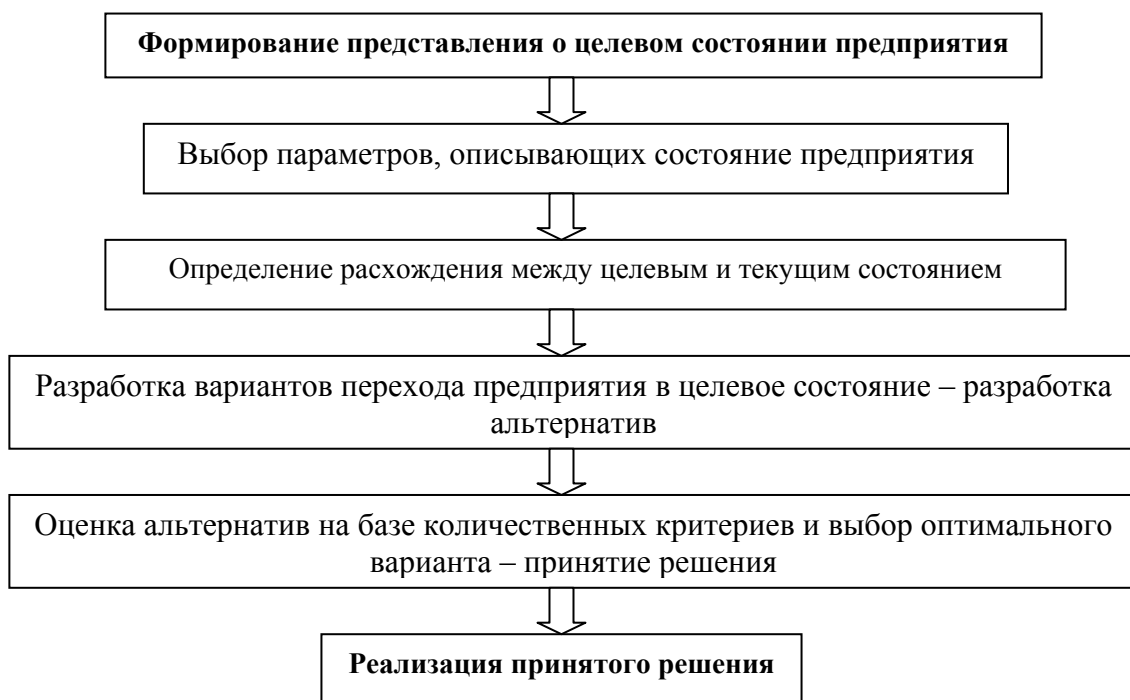 Формирование представления о целевом состоянии предприятия
Выбор параметров, описывающих состояние предприятия
Определение расхождения между целевым и текущим состоянием
Разработка вариантов перехода предприятия в целевое состояние – разработка
альтернатив
Оценка альтернатив на базе количественных критериев и выбор оптимального
варианта – принятие решения
Реализация принятого решения